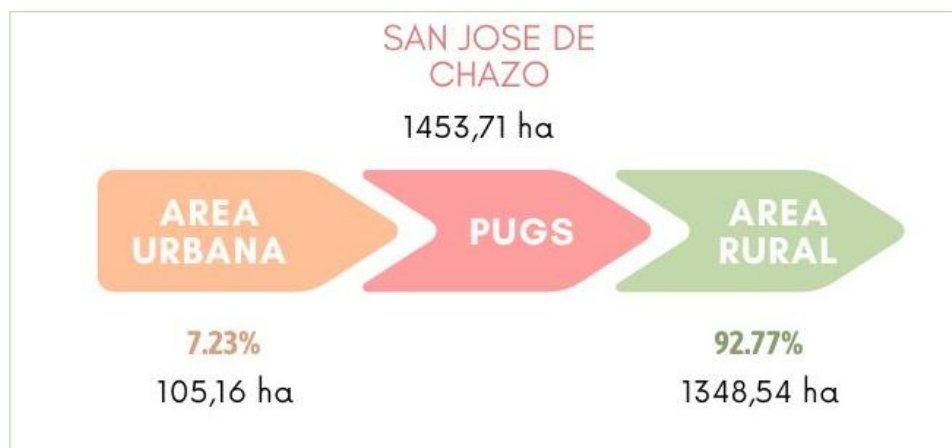 SAN JOSE DE
CHAZO
1453,71 ha
AREA
URBANA
PUGS
AREA
RURAL
7.23%
92.77%
105,16 ha
1348,54 ha